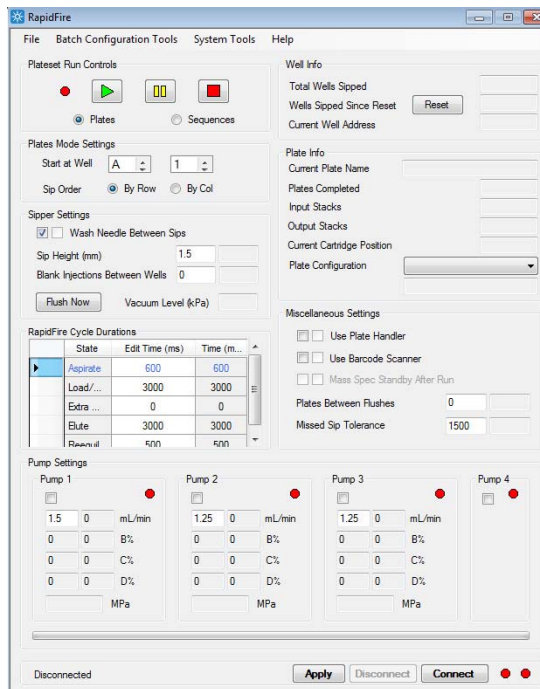 RapidFire
File Batch Configuration Tools System Tools Help
Plateset Run Controls
Plates Sequences
Plates Mode Settings
Start at Well A 1
Sip Order By Row By Col
Sipper Settings
Wash Needle Between Sips
Sip Height (mm) 1.5
Blank Injections Between Wells 0
Flush Now Vacuum Level (kPa)
RapidFire Cycle Durations
State Edit Time (ms) Time (m...
Aspirate 600 600
Load/... 3000 3000
Extra ... 0 0
Elute 3000 3000
Reequil 500 500
Well Info
Total Wells Sipped
Wells Sipped Since Reset Reset
Current Well Address
Plate Info
Current Plate Name
Plates Completed
Input Stacks
Output Stacks
Current Cartridge Position
Plate Configuration
Miscellaneous Settings
Use Plate Handler
Use Barcode Scanner
Mass Spec Standby After Run
Plates Between Flushes 0
Missed Sip Tolerance 1500
Pump Settings
Pump 1 Pump 2 Pump 3 Pump 4
1.5 0 mL/min 1.25 0 mL/min 1.25 0 mL/min
0 0 B% 0 0 B% 0 0 B%
0 0 C% 0 0 C% 0 0 C%
0 0 D% 0 0 D% 0 0 D%
MPa MPa MPa
Disconnected Apply Disconnect Connect